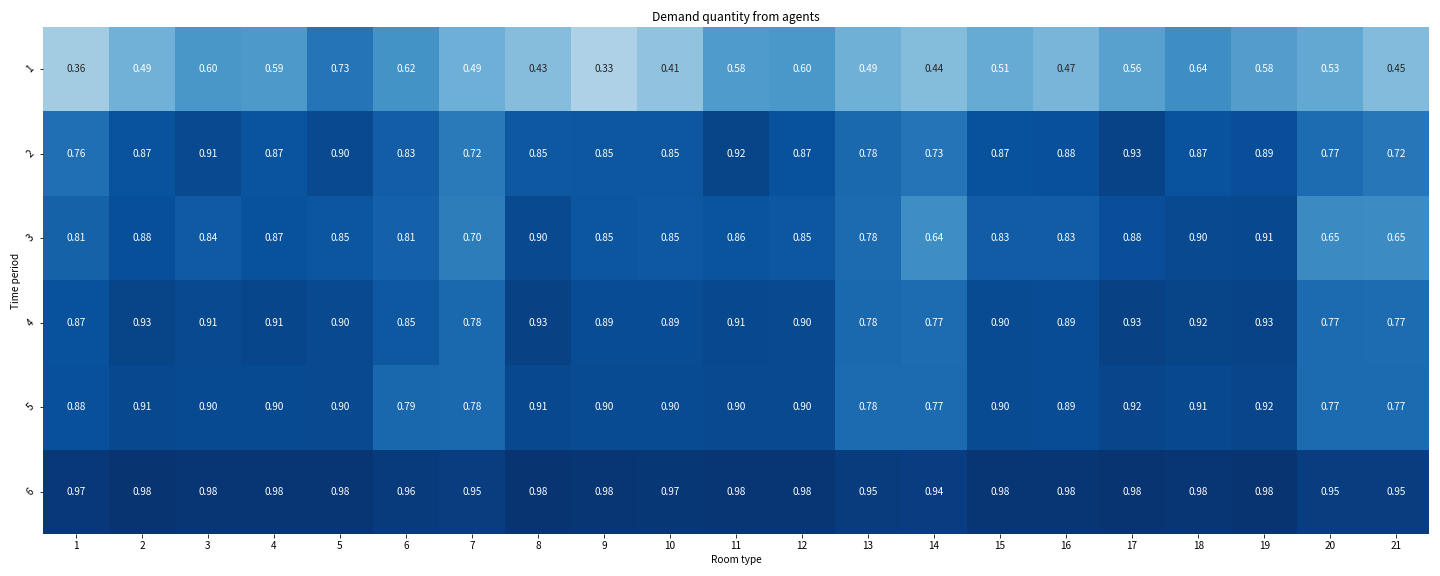 Demand quantity from agents
Time period
1 0.36 0.49 0.60 0.59 0.73 0.62 0.49 0.43 0.33 0.41 0.58 0.60 0.49 0.44 0.51 0.47 0.56 0.64 0.58 0.53 0.45
2 0.76 0.87 0.91 0.87 0.90 0.83 0.72 0.85 0.85 0.85 0.92 0.87 0.78 0.73 0.87 0.88 0.93 0.87 0.89 0.77 0.72
3 0.81 0.88 0.84 0.87 0.85 0.81 0.70 0.90 0.85 0.85 0.86 0.85 0.78 0.64 0.83 0.83 0.88 0.90 0.91 0.65 0.65
4 0.87 0.93 0.91 0.91 0.90 0.85 0.78 0.93 0.89 0.89 0.91 0.90 0.78 0.77 0.90 0.89 0.93 0.92 0.93 0.77 0.77
5 0.88 0.91 0.90 0.90 0.90 0.79 0.78 0.91 0.90 0.90 0.90 0.90 0.78 0.77 0.90 0.89 0.92 0.91 0.92 0.77 0.77
6 0.97 0.98 0.98 0.98 0.98 0.96 0.95 0.98 0.98 0.97 0.98 0.98 0.95 0.94 0.98 0.98 0.98 0.98 0.98 0.95 0.95
1 2 3 4 5 6 7 8 9 10 11 12 13 14 15 16 17 18 19 20 21
Room type